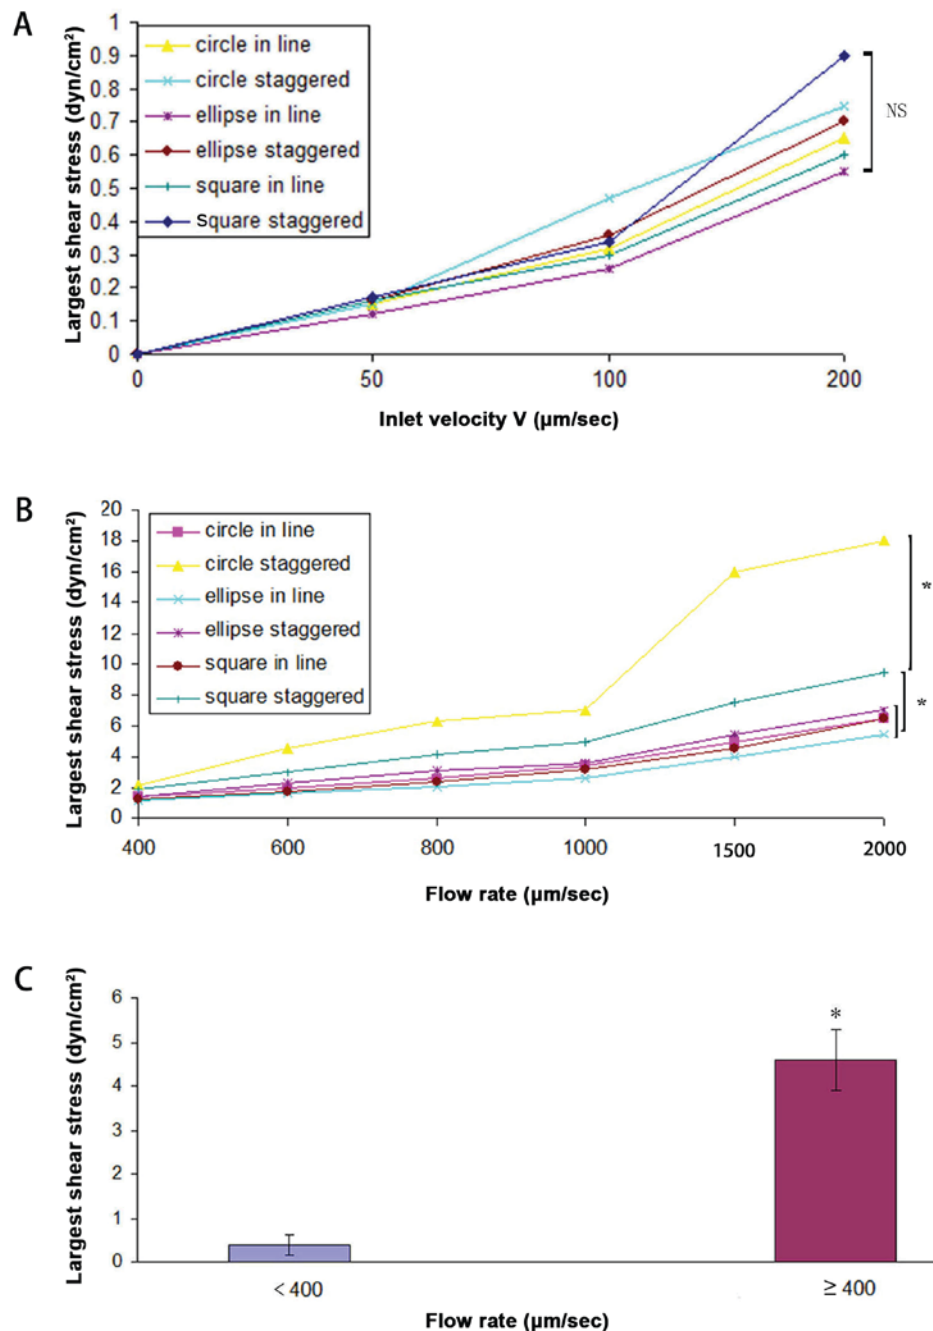 A
Largest shear stress (dyn/cm²)
1
0.9
0.8
0.7
0.6
0.5
0.4
0.3
0.2
0.1
0
circle in line
circle staggered
ellipse in line
ellipse staggered
square in line
square staggered
NS
0 50 100 200
Inlet velocity V (µm/sec)
B
Largest shear stress (dyn/cm²)
20
18
16
14
12
10
8
6
4
2
0
circle in line
circle staggered
ellipse in line
ellipse staggered
square in line
square staggered
*
*
400 600 800 1000 1500 2000
Flow rate (µm/sec)
C
Largest shear stress (dyn/cm²)
6
5
4
3
2
1
0
*
< 400 ≥ 400
Flow rate (µm/sec)